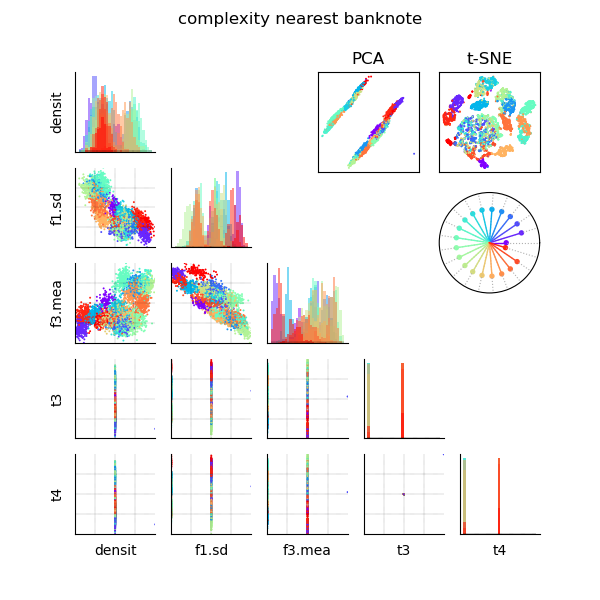 complexity nearest banknote
PCA
t-SNE
densit
f1.sd
f3.mea
t3
t4
densit
f1.sd
f3.mea
t3
t4